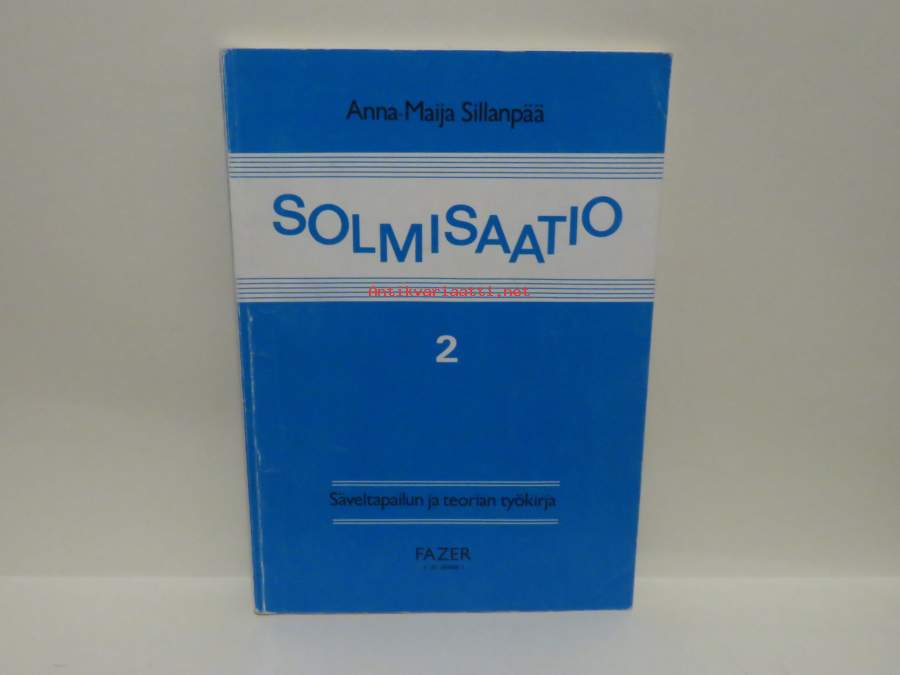 Anna-Maija Sillanpää
SOLMISAATIO
Antikvariaatti.net
2
Säveltapailun ja teorian työkirja
FAZER